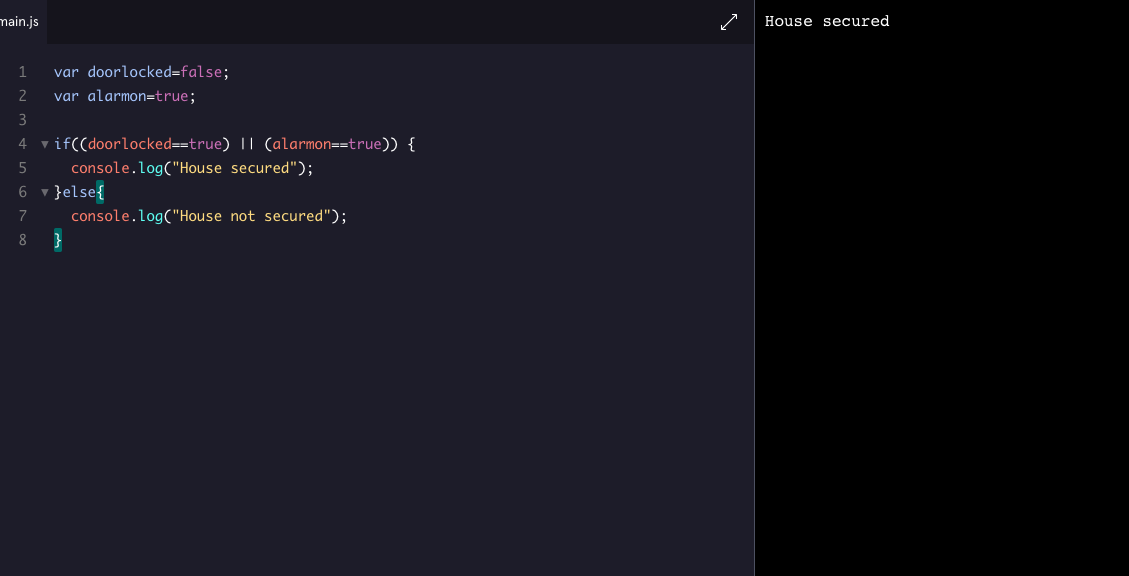 main.js
House secured
1 var doorlocked=false;
2 var alarmon=true;
3
4 ▼ if((doorlocked==true) || (alarmon==true)) {
5   console.log("House secured");
6 ▼ }else{
7   console.log("House not secured");
8 }